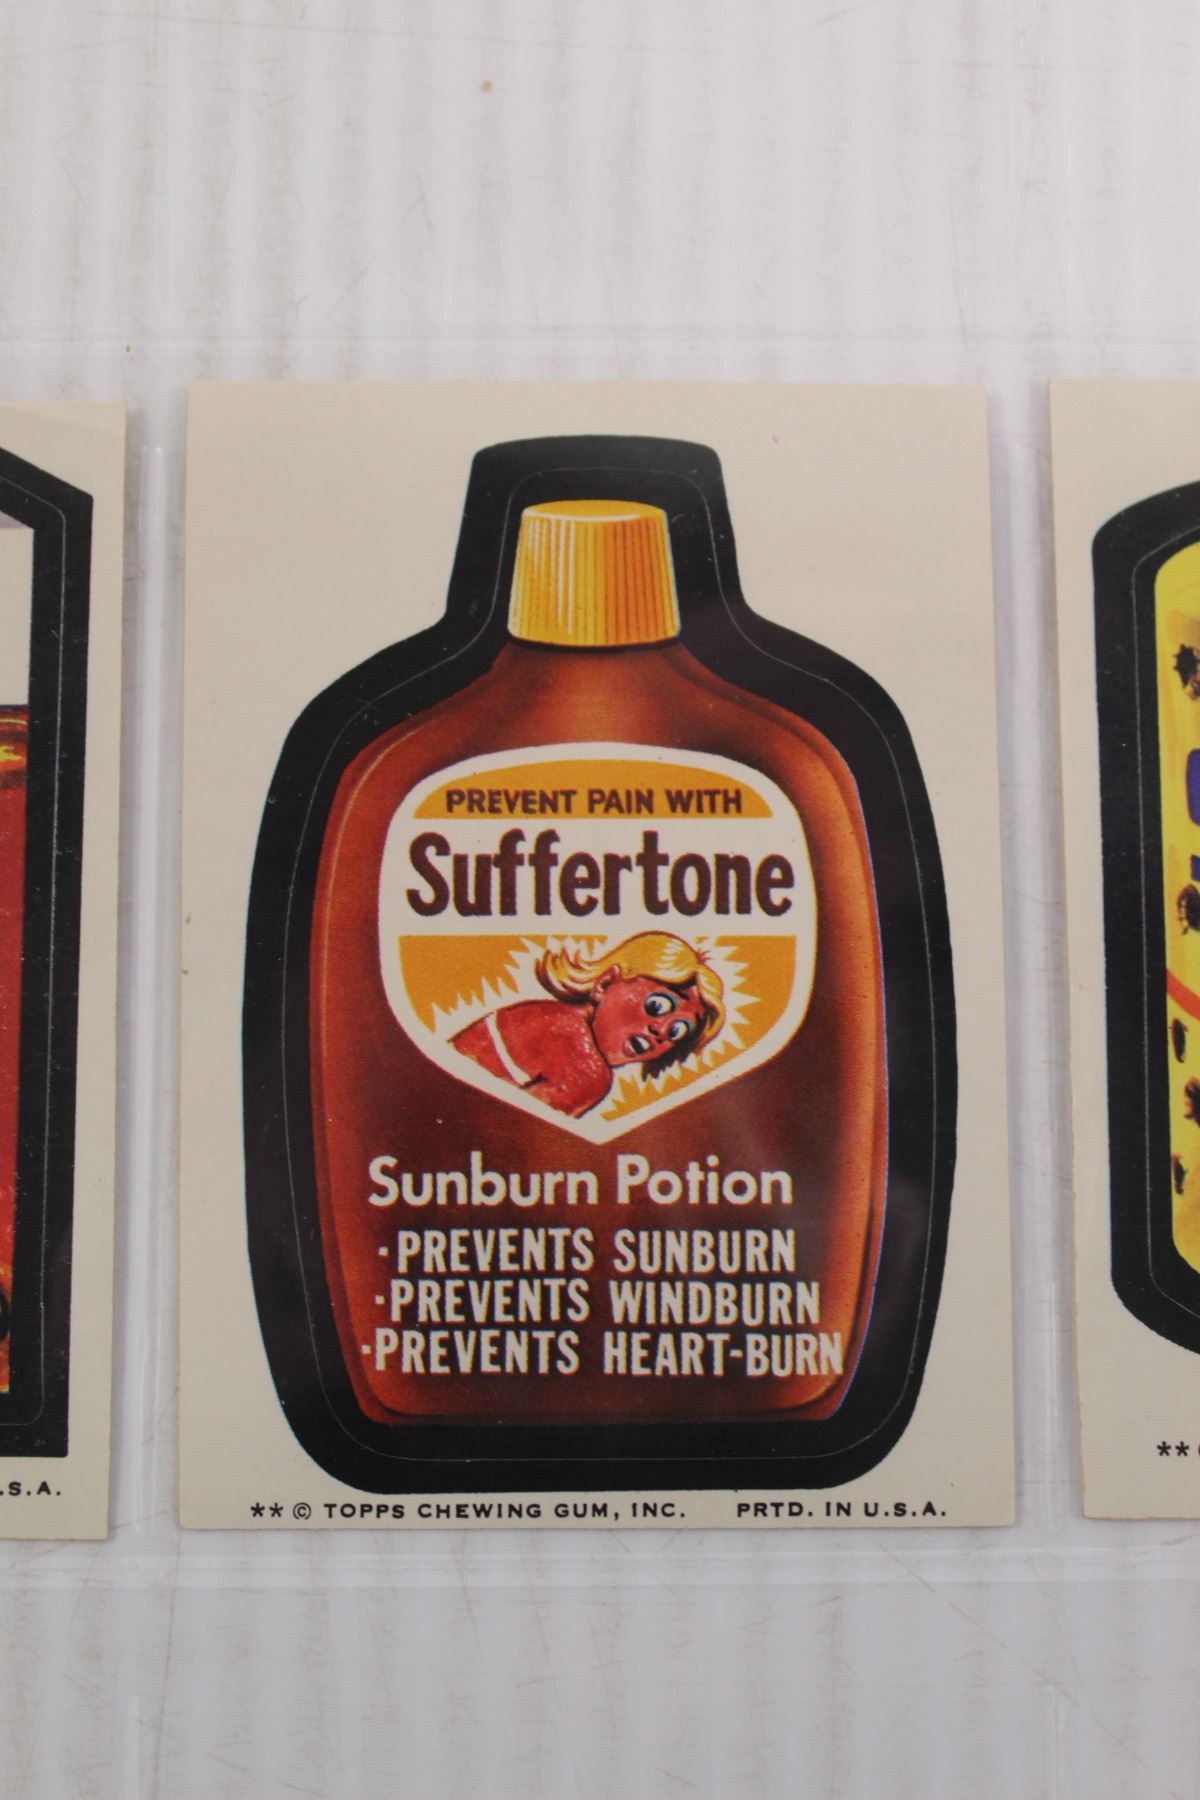 PREVENT PAIN WITH
Suffertone
Sunburn Potion
·PREVENTS SUNBURN
·PREVENTS WINDBURN
·PREVENTS HEART-BURN
.S.A.
** © TOPPS CHEWING GUM, INC. PRTD. IN U.S.A.
**